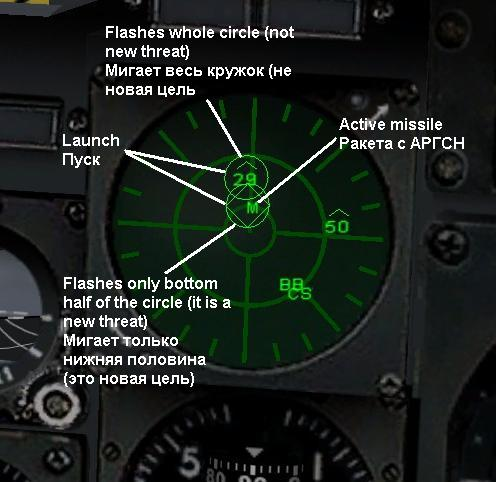 Flashes whole circle (not
new threat)
Мигает весь кружок (не
новая цель
Launch
Пуск
Active missile
Ракета с АРГСН
29
M
50
BB
CS
Flashes only bottom
half of the circle (it is a
new threat)
Мигает только
нижняя половина
(это новая цель)
5